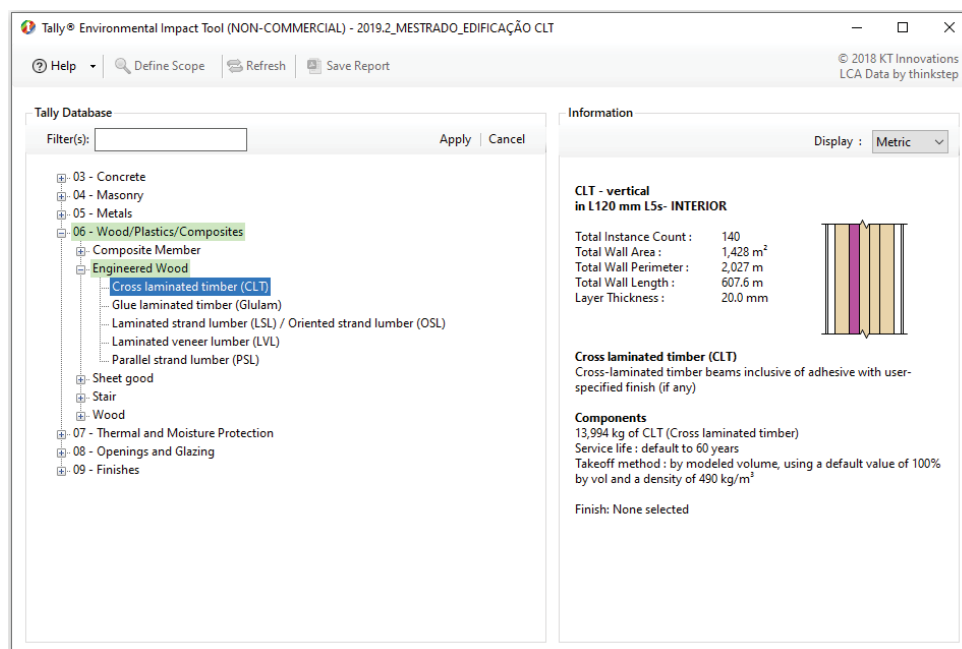 Tally® Environmental Impact Tool (NON-COMMERCIAL) - 2019.2_MESTRADO_EDIFICAÇÃO CLT
Help
Define Scope
Refresh
Save Report
© 2018 KT Innovations
LCA Data by thinkstep
Tally Database
Filter(s):
Apply
Cancel
03 - Concrete
04 - Masonry
05 - Metals
06 - Wood/Plastics/Composites
Composite Member
Engineered Wood
Cross laminated timber (CLT)
Glue laminated timber (Glulam)
Laminated strand lumber (LSL) / Oriented strand lumber (OSL)
Laminated veneer lumber (LVL)
Parallel strand lumber (PSL)
Sheet good
Stair
Wood
07 - Thermal and Moisture Protection
08 - Openings and Glazing
09 - Finishes
Information
Display : Metric
CLT - vertical
in L120 mm L5s- INTERIOR
Total Instance Count : 140
Total Wall Area : 1,428 m²
Total Wall Perimeter : 2,027 m
Total Wall Length : 607.6 m
Layer Thickness : 20.0 mm
Cross laminated timber (CLT)
Cross-laminated timber beams inclusive of adhesive with user-
specified finish (if any)
Components
13,994 kg of CLT (Cross laminated timber)
Service life : default to 60 years
Takeoff method : by modeled volume, using a default value of 100%
by vol and a density of 490 kg/m³
Finish: None selected